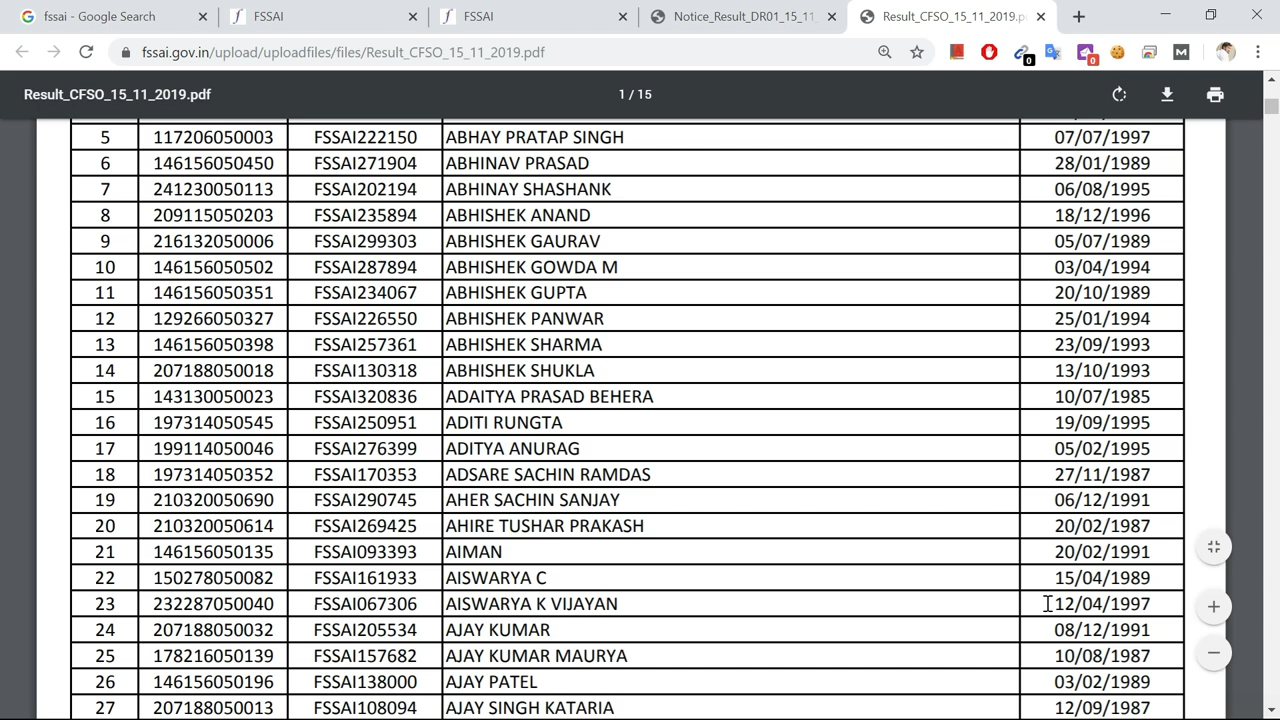 fssai - Google Search FSSAI FSSAI Notice_Result_DR01_15_11 Result_CFSO_15_11_2019.p
fssai.gov.in/upload/uploadfiles/files/Result_CFSO_15_11_2019.pdf
0 0 M
Result_CFSO_15_11_2019.pdf 1 / 15
5 117206050003 FSSAI222150 ABHAY PRATAP SINGH 07/07/1997
6 146156050450 FSSAI271904 ABHINAV PRASAD 28/01/1989
7 241230050113 FSSAI202194 ABHINAY SHASHANK 06/08/1995
8 209115050203 FSSAI235894 ABHISHEK ANAND 18/12/1996
9 216132050006 FSSAI299303 ABHISHEK GAURAV 05/07/1989
10 146156050502 FSSAI287894 ABHISHEK GOWDA M 03/04/1994
11 146156050351 FSSAI234067 ABHISHEK GUPTA 20/10/1989
12 129266050327 FSSAI226550 ABHISHEK PANWAR 25/01/1994
13 146156050398 FSSAI257361 ABHISHEK SHARMA 23/09/1993
14 207188050018 FSSAI130318 ABHISHEK SHUKLA 13/10/1993
15 143130050023 FSSAI320836 ADAITYA PRASAD BEHERA 10/07/1985
16 197314050545 FSSAI250951 ADITI RUNGTA 19/09/1995
17 199114050046 FSSAI276399 ADITYA ANURAG 05/02/1995
18 197314050352 FSSAI170353 ADSARE SACHIN RAMDAS 27/11/1987
19 210320050690 FSSAI290745 AHER SACHIN SANJAY 06/12/1991
20 210320050614 FSSAI269425 AHIRE TUSHAR PRAKASH 20/02/1987
21 146156050135 FSSAI093393 AIMAN 20/02/1991
22 150278050082 FSSAI161933 AISWARYA C 15/04/1989
23 232287050040 FSSAI067306 AISWARYA K VIJAYAN 12/04/1997
24 207188050032 FSSAI205534 AJAY KUMAR 08/12/1991
25 178216050139 FSSAI157682 AJAY KUMAR MAURYA 10/08/1987
26 146156050196 FSSAI138000 AJAY PATEL 03/02/1989
27 207188050013 FSSAI108094 AJAY SINGH KATARIA 12/09/1987